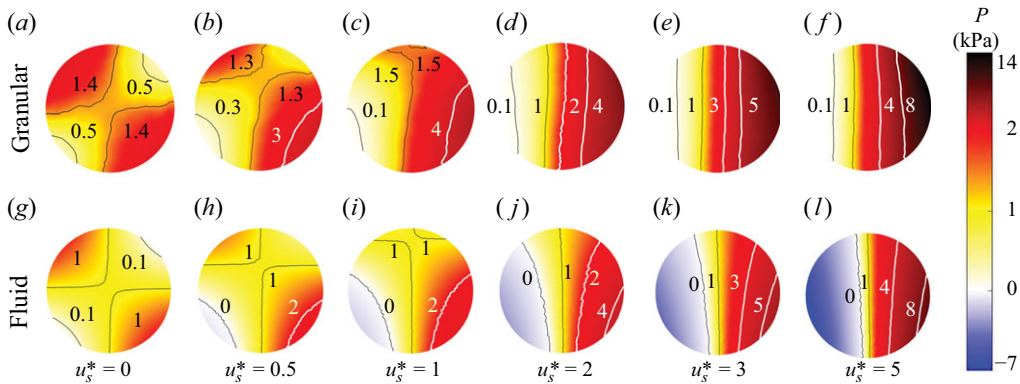 (a) (b) (c) (d) (e) (f) P
(kPa)
Granular
1.4 0.5 0.5 1.4
1.3 0.3 1.3 3
1.5 1.5 0.1 4
0.1 1 2 4
0.1 1 3 5
0.1 1 4 8
14
2
1
0
−7
(g) (h) (i) (j) (k) (l)
Fluid
1 0.1 0.1 1
1 0 1 2
1 1 0 2
0 1 2 4
0 1 3 5
0 1 4 8
u*s = 0 u*s = 0.5 u*s = 1 u*s = 2 u*s = 3 u*s = 5